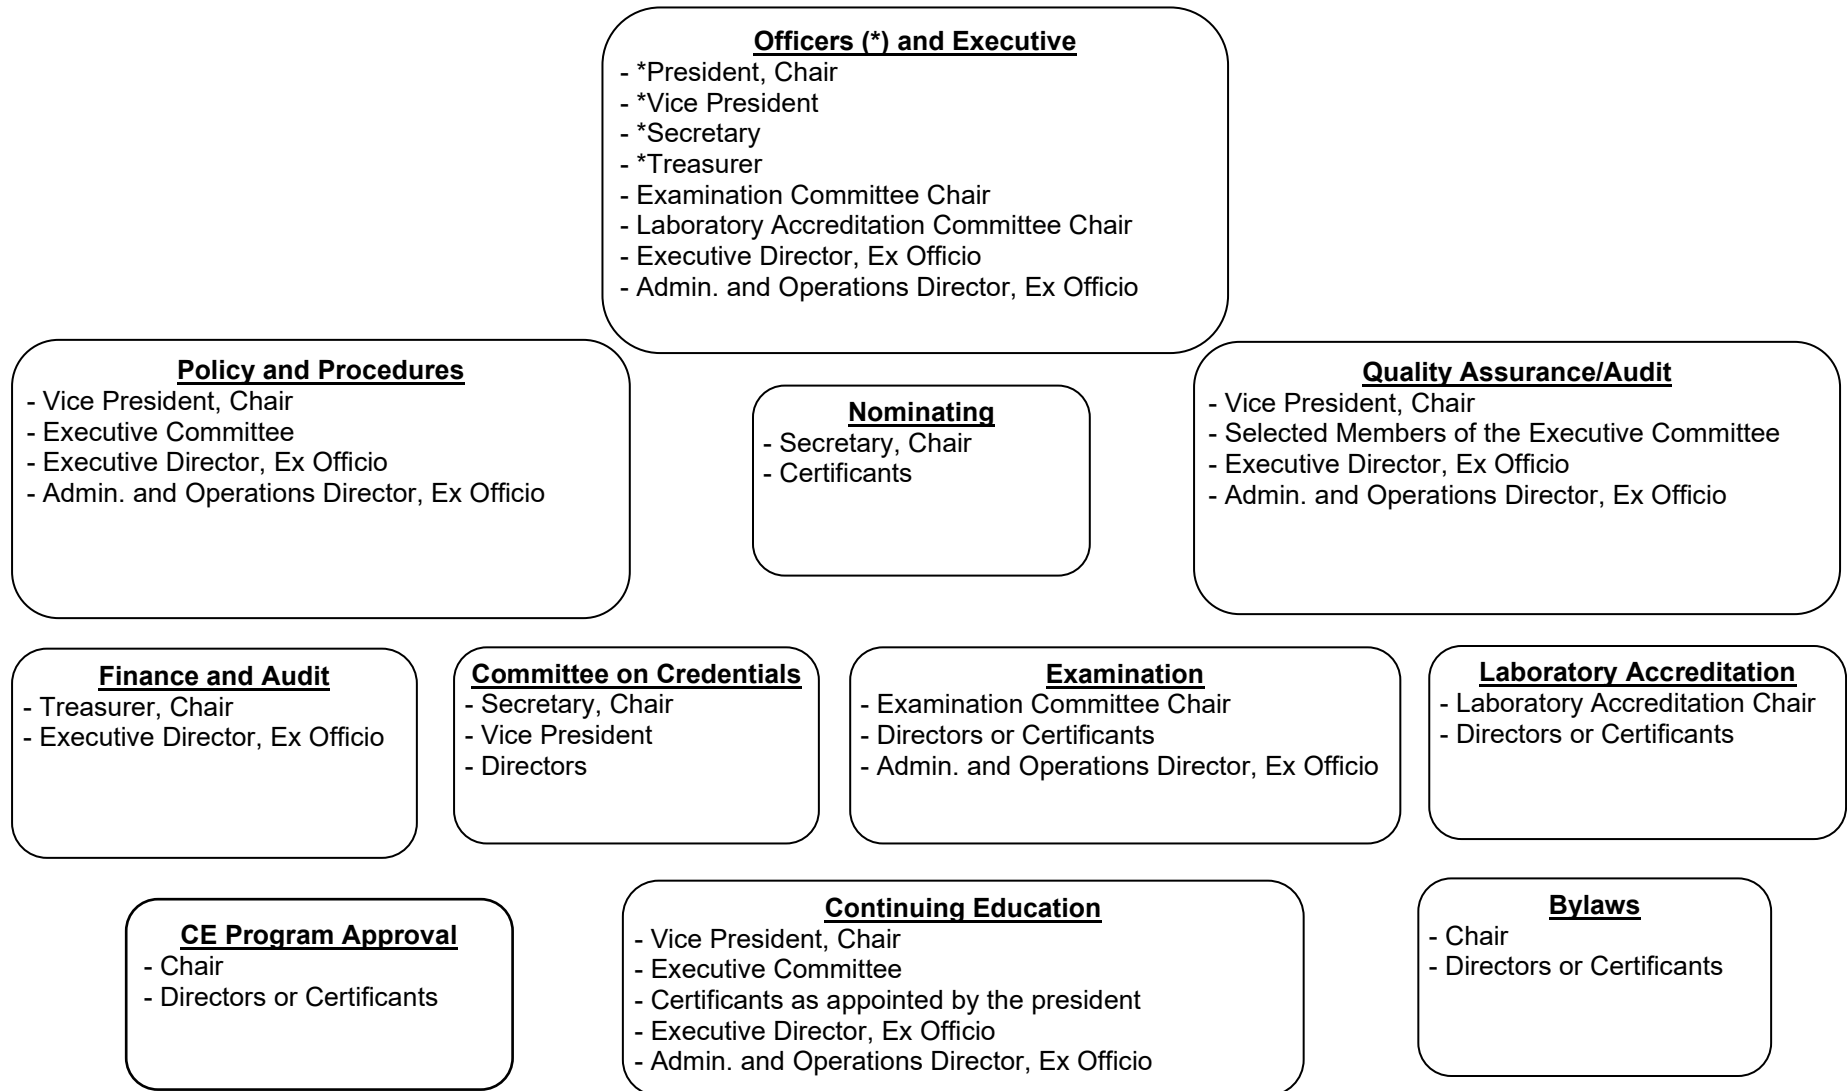 Officers (*) and Executive
- *President, Chair
- *Vice President
- *Secretary
- *Treasurer
- Examination Committee Chair
- Laboratory Accreditation Committee Chair
- Executive Director, Ex Officio
- Admin. and Operations Director, Ex Officio
Policy and Procedures
- Vice President, Chair
- Executive Committee
- Executive Director, Ex Officio
- Admin. and Operations Director, Ex Officio
Nominating
- Secretary, Chair
- Certificants
Quality Assurance/Audit
- Vice President, Chair
- Selected Members of the Executive Committee
- Executive Director, Ex Officio
- Admin. and Operations Director, Ex Officio
Finance and Audit
- Treasurer, Chair
- Executive Director, Ex Officio
Committee on Credentials
- Secretary, Chair
- Vice President
- Directors
Examination
- Examination Committee Chair
- Directors or Certificants
- Admin. and Operations Director, Ex Officio
Laboratory Accreditation
- Laboratory Accreditation Chair
- Directors or Certificants
CE Program Approval
- Chair
- Directors or Certificants
Continuing Education
- Vice President, Chair
- Executive Committee
- Certificants as appointed by the president
- Executive Director, Ex Officio
- Admin. and Operations Director, Ex Officio
Bylaws
- Chair
- Directors or Certificants